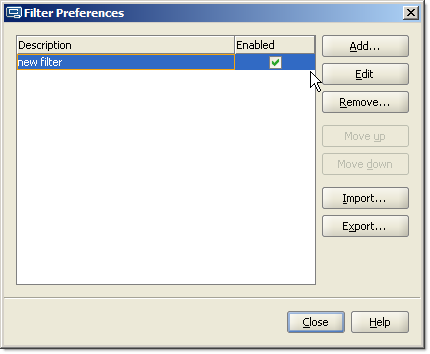 Filter Preferences
Description Enabled
new filter
Add...
Edit
Remove...
Move up
Move down
Import...
Export...
Close Help